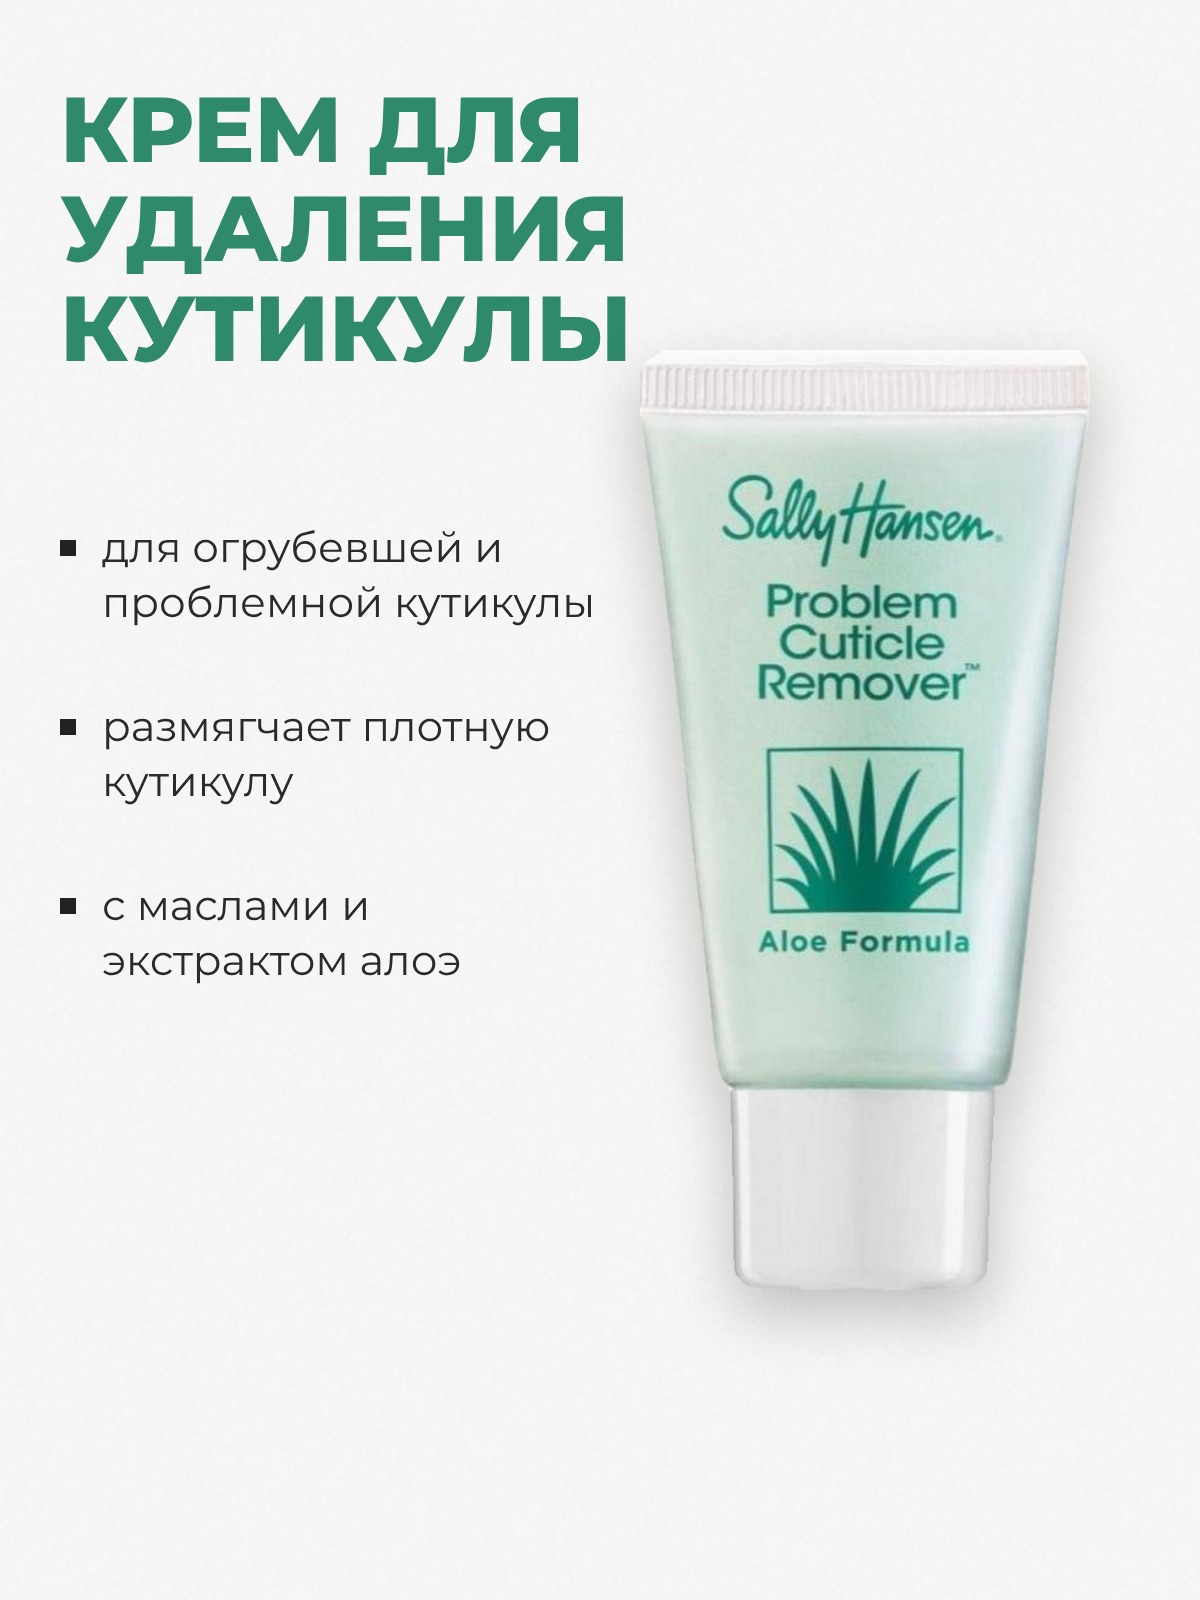 КРЕМ ДЛЯ
УДАЛЕНИЯ
КУТИКУЛЫ
для огрубевшей и
проблемной кутикулы
размягчает плотную
кутикулу
с маслами и
экстрактом алоэ
Sally Hansen®
Problem
Cuticle
Remover™
Aloe Formula